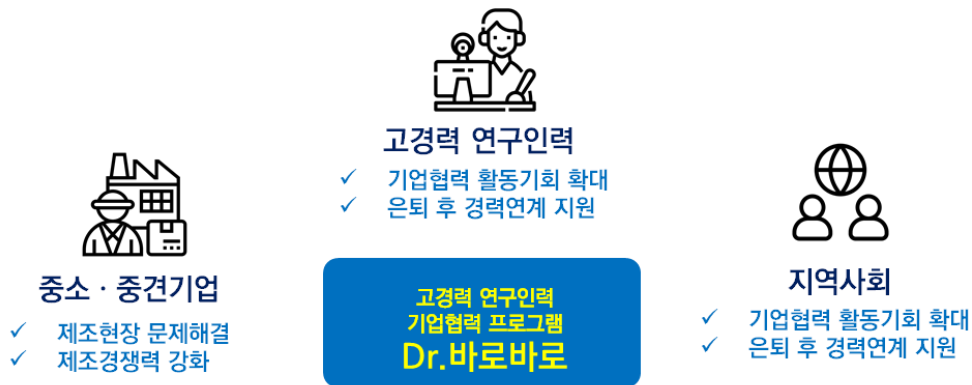 고경력 연구인력
✓ 기업협력 활동기회 확대
✓ 은퇴 후 경력연계 지원
중소 · 중견기업
✓ 제조현장 문제해결
✓ 제조경쟁력 강화
고경력 연구인력
기업협력 프로그램
Dr.바로바로
지역사회
✓ 기업협력 활동기회 확대
✓ 은퇴 후 경력연계 지원